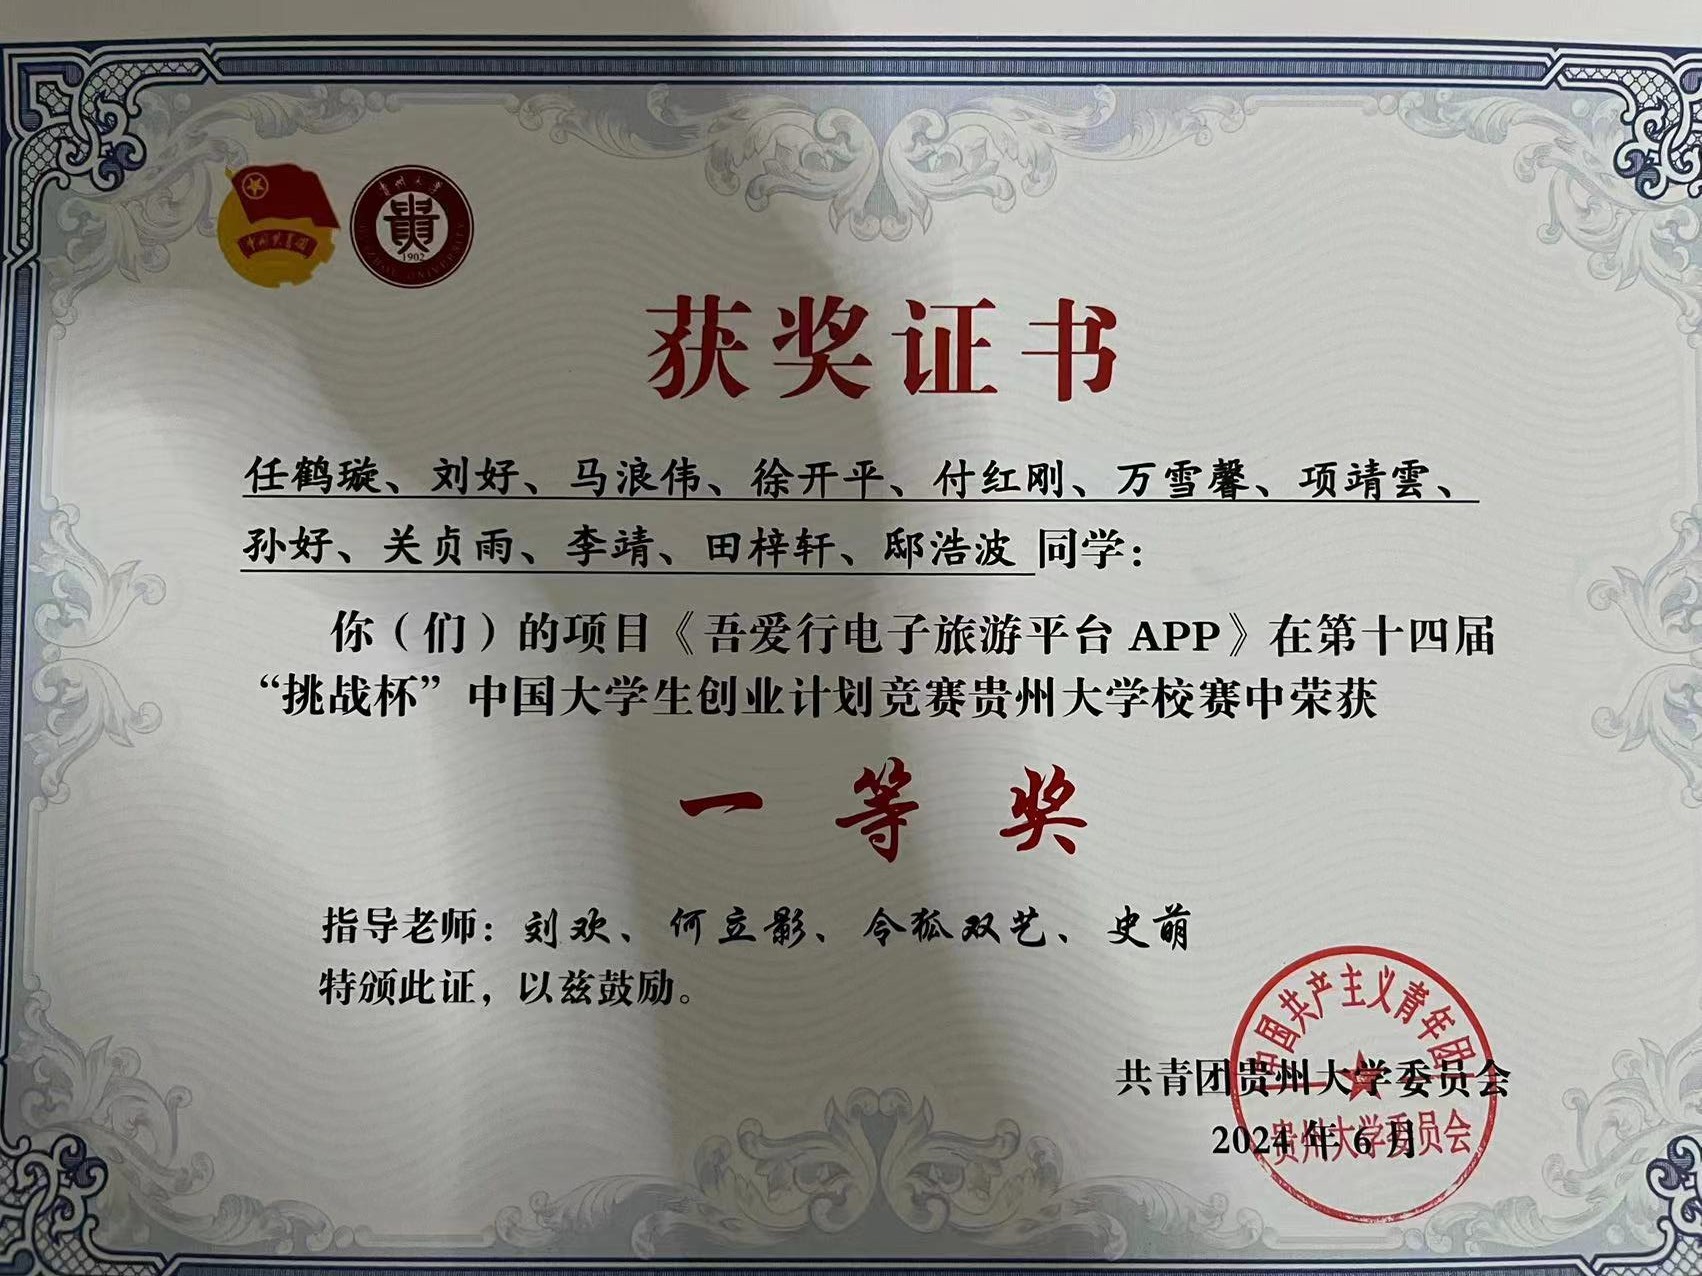 中国共青团
贵州大学
贵
1902
GUIZHOU UNIVERSITY
获奖证书
任鹤璇、刘好、马浪伟、徐开平、付红刚、万雪馨、项靖雲、
孙好、关贞雨、李靖、田梓轩、邸浩波 同学：
你（们）的项目《吾爱行电子旅游平台 APP》在第十四届
“挑战杯”中国大学生创业计划竞赛贵州大学校赛中荣获
一等奖
指导老师：刘欢、何立影、令狐双艺、史萌
特颁此证，以兹鼓励。
中国共产主义青年团
共青团贵州大学委员会
贵州大学委员会
2024 年 6 月